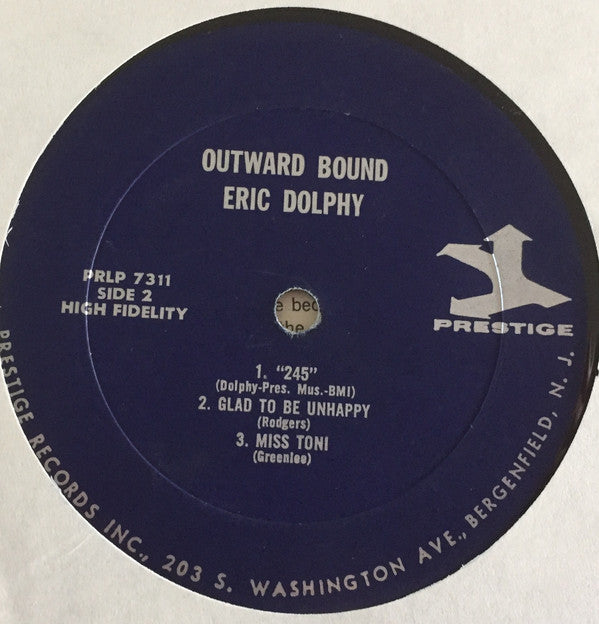 OUTWARD BOUND
ERIC DOLPHY
PRLP 7311
SIDE 2
HIGH FIDELITY
PRESTIGE
1. "245"
(Dolphy-Pres. Mus.-BMI)
2. GLAD TO BE UNHAPPY
(Rodgers)
3. MISS TONI
(Greenlee)
PRESTIGE RECORDS INC., 203 S. WASHINGTON AVE., BERGENFIELD, N. J.